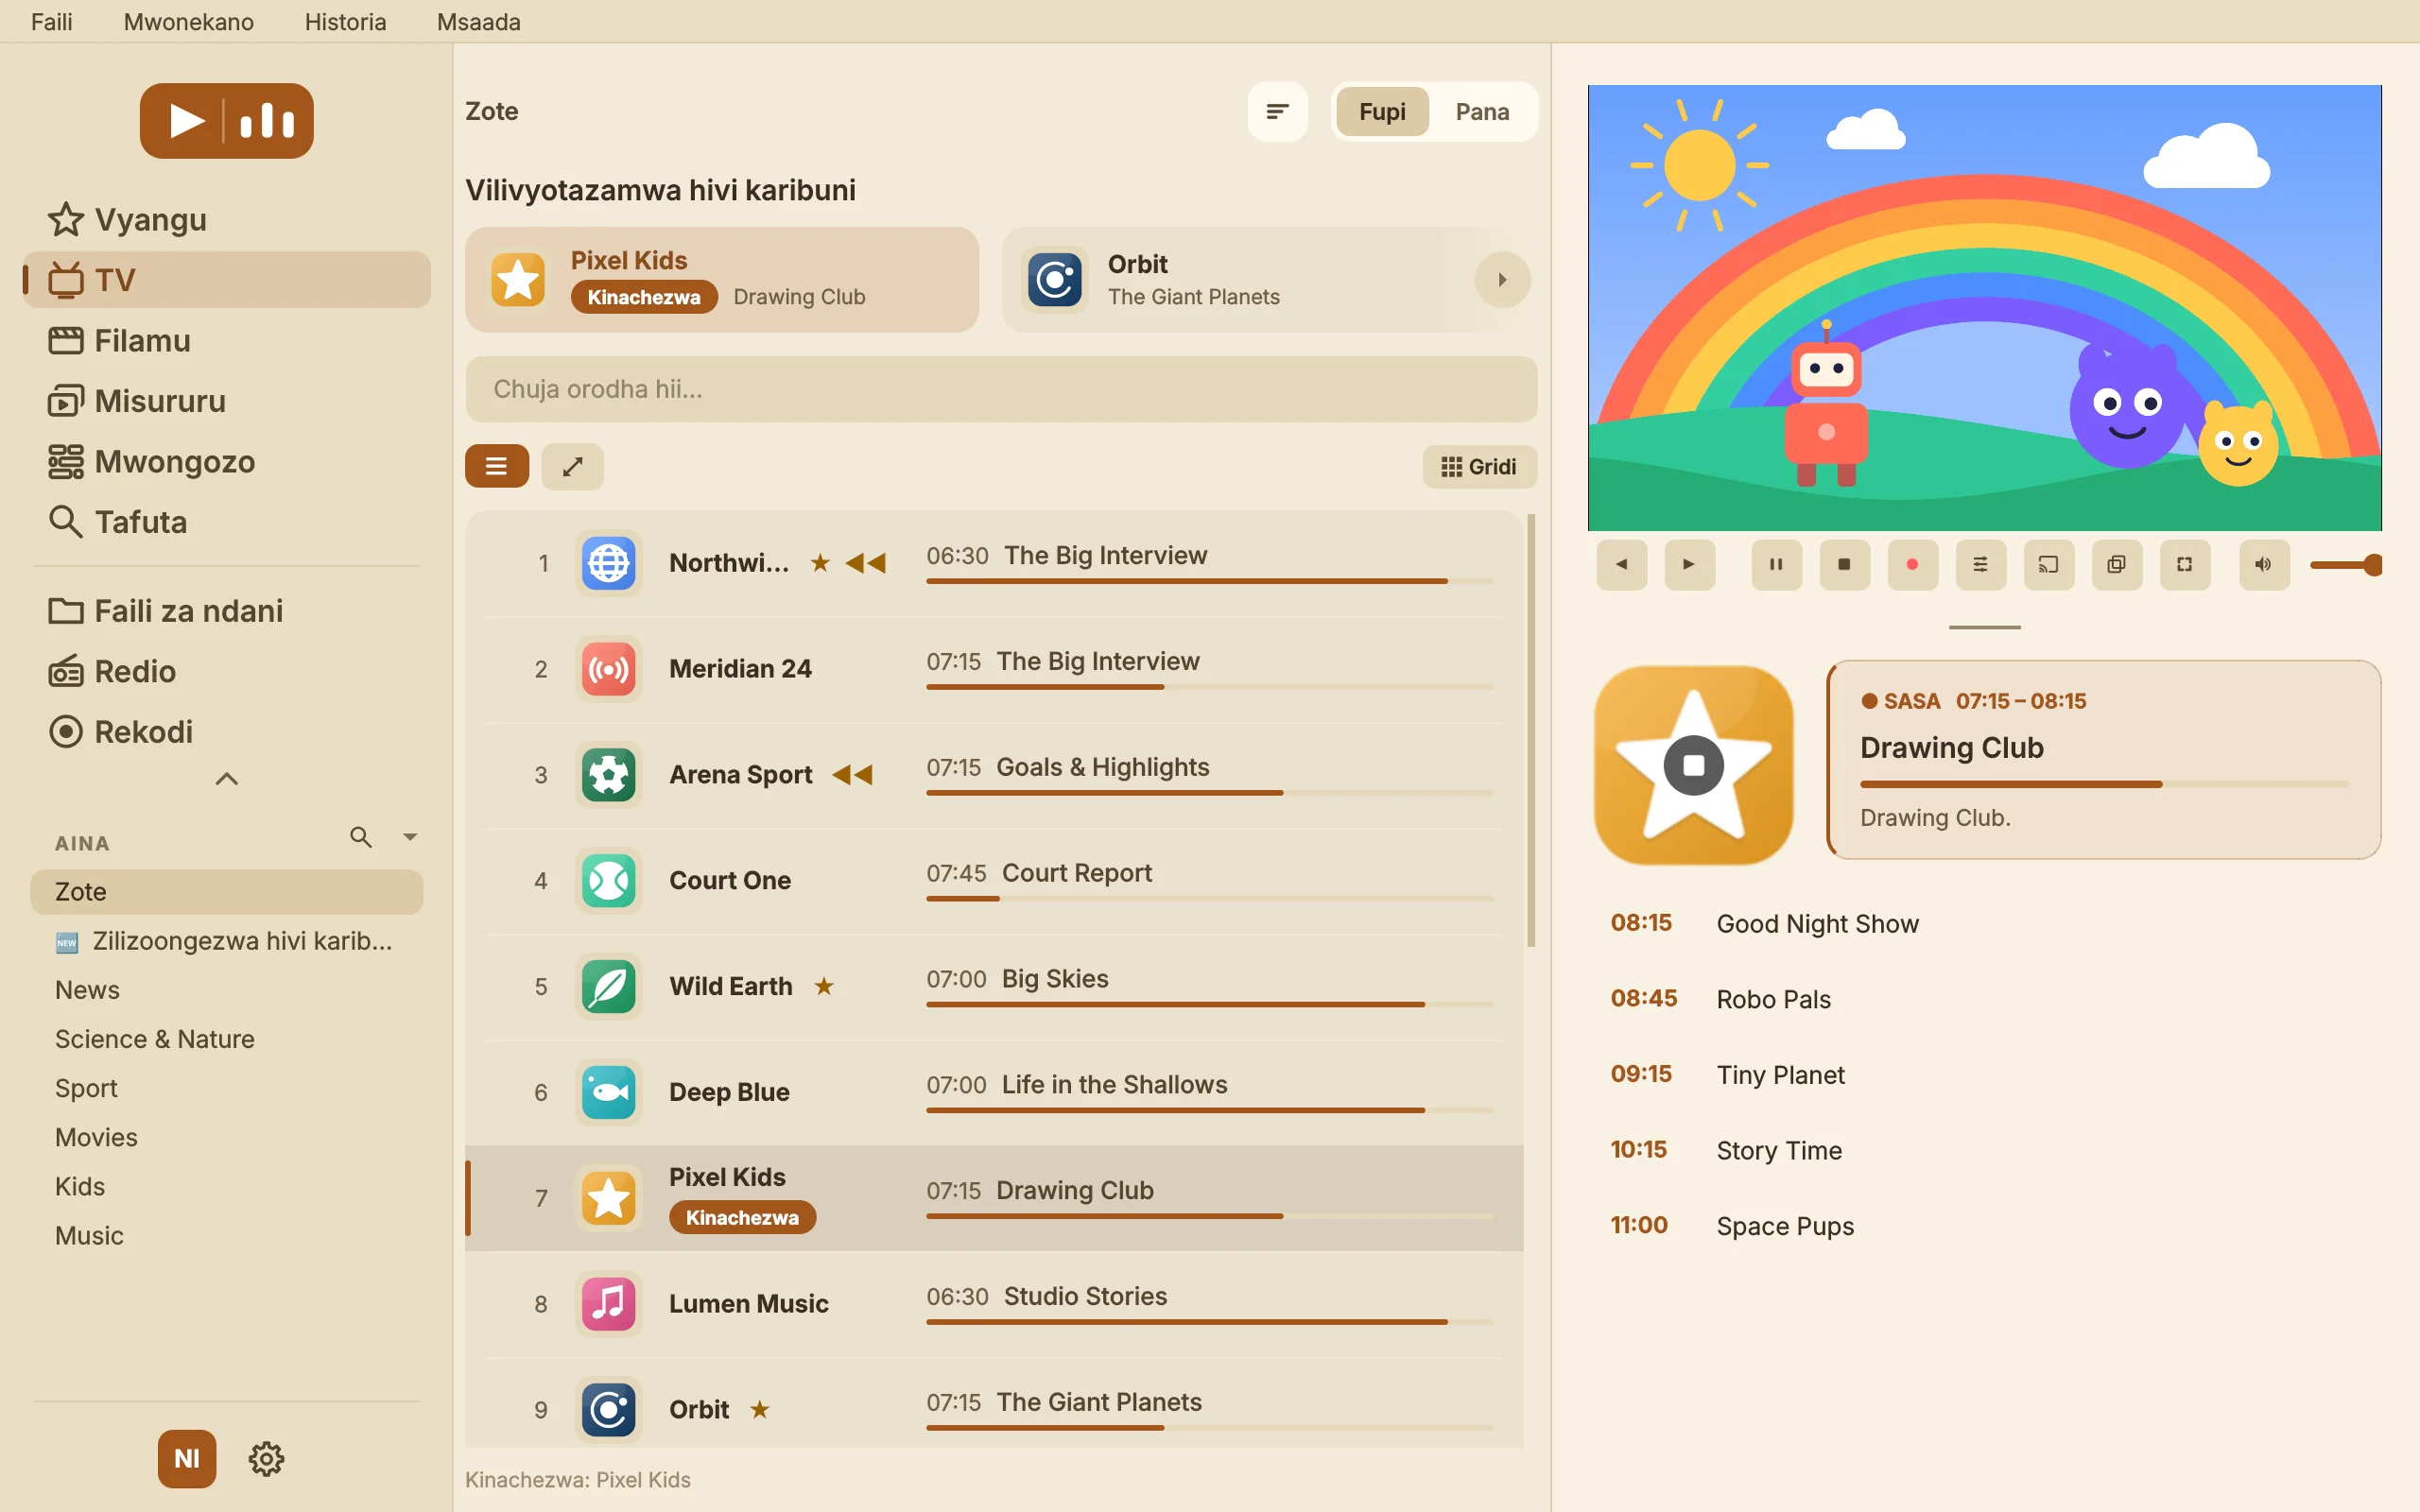 Faili Mwonekano Historia Msaada
Vyangu
TV
Filamu
Misururu
Mwongozo
Tafuta
Faili za ndani
Redio
Rekodi
AINA
Zote
NEW Zilizoongezwa hivi karib...
News
Science & Nature
Sport
Movies
Kids
Music
NI
Zote
Fupi Pana
Vilivyotazamwa hivi karibuni
Pixel Kids
Kinachezwa Drawing Club
Orbit
The Giant Planets
Chuja orodha hii...
Gridi
1 Northwi... 06:30 The Big Interview
2 Meridian 24 07:15 The Big Interview
3 Arena Sport 07:15 Goals & Highlights
4 Court One 07:45 Court Report
5 Wild Earth 07:00 Big Skies
6 Deep Blue 07:00 Life in the Shallows
7 Pixel Kids Kinachezwa 07:15 Drawing Club
8 Lumen Music 06:30 Studio Stories
9 Orbit 07:15 The Giant Planets
Kinachezwa: Pixel Kids
SASA 07:15 – 08:15
Drawing Club
Drawing Club.
08:15 Good Night Show
08:45 Robo Pals
09:15 Tiny Planet
10:15 Story Time
11:00 Space Pups